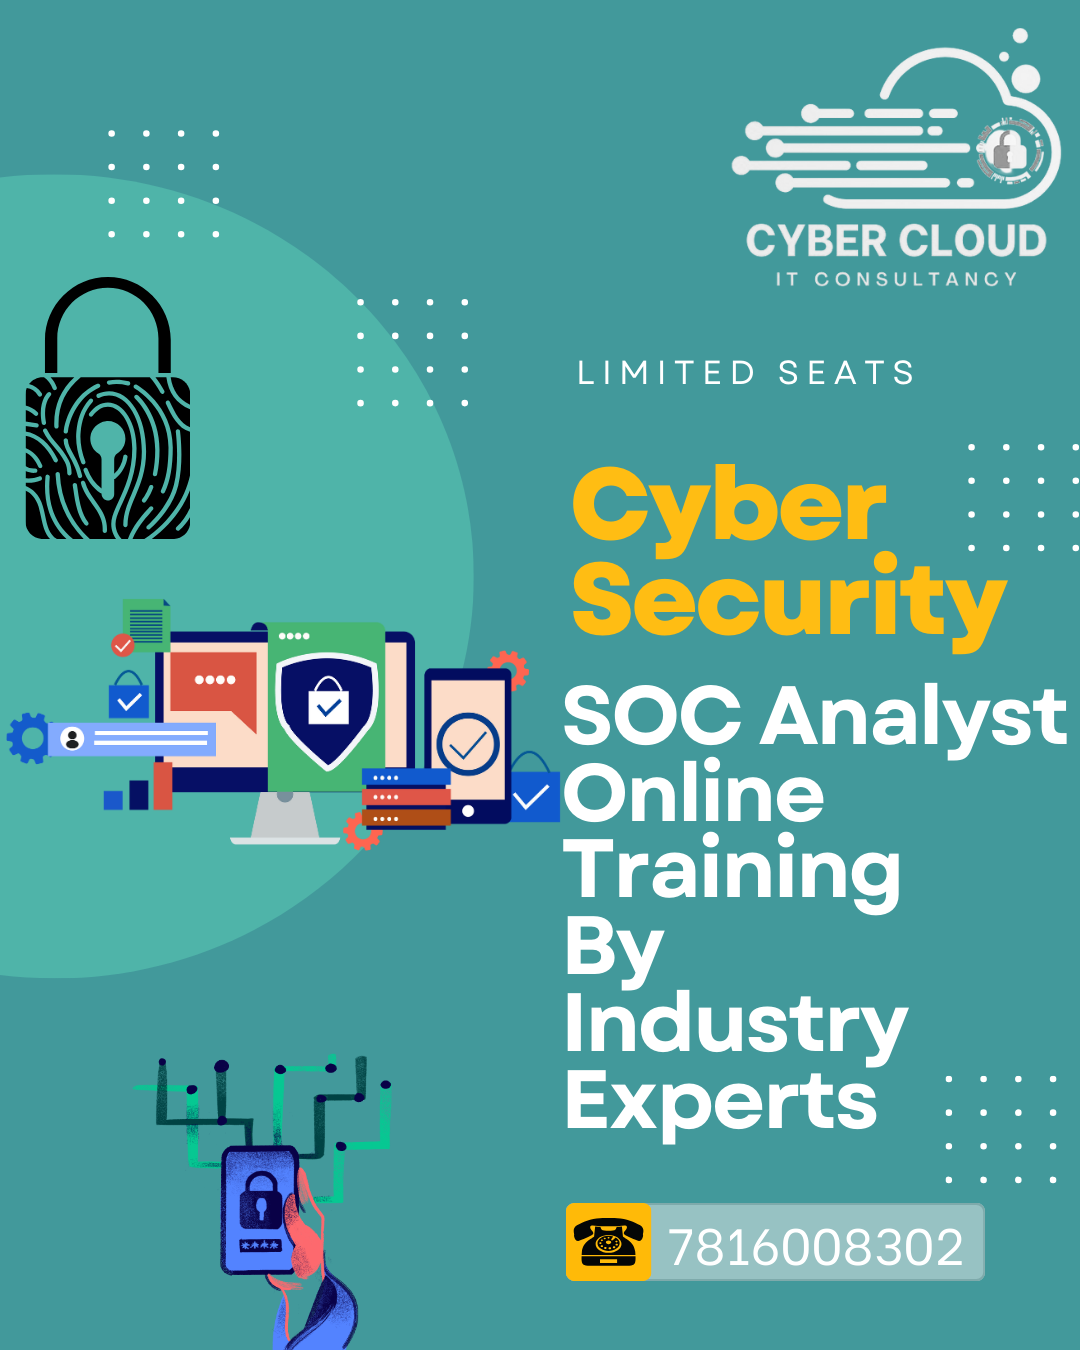 CYBER CLOUD
IT CONSULTANCY
LIMITED SEATS
Cyber
Security
SOC Analyst
Online
Training
By
Industry
Experts
7816008302